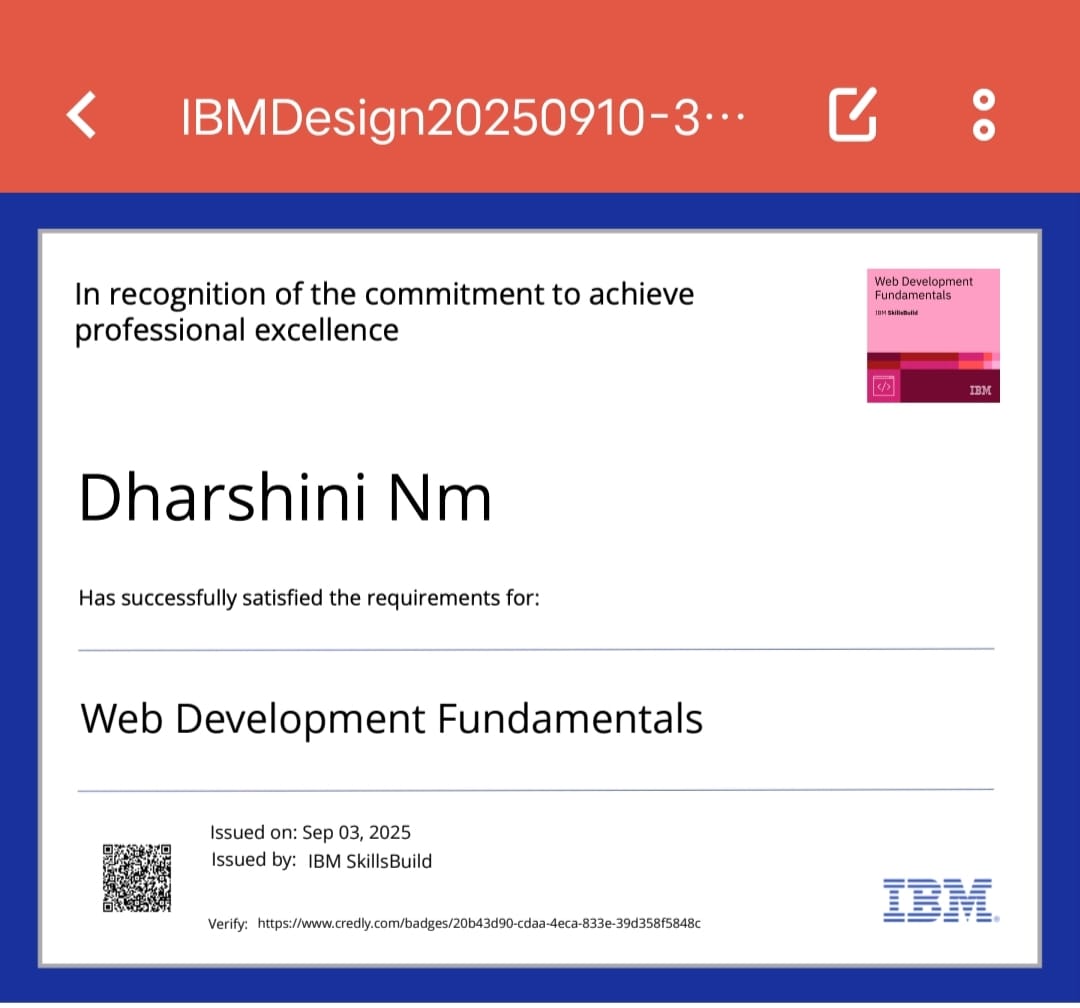 IBMDesign20250910-3···
In recognition of the commitment to achieve
professional excellence
Web Development
Fundamentals
IBM SkillsBuild
</>
IBM
Dharshini Nm
Has successfully satisfied the requirements for:
Web Development Fundamentals
Issued on: Sep 03, 2025
Issued by: IBM SkillsBuild
Verify: https://www.credly.com/badges/20b43d90-cdaa-4eca-833e-39d358f5848c
IBM®